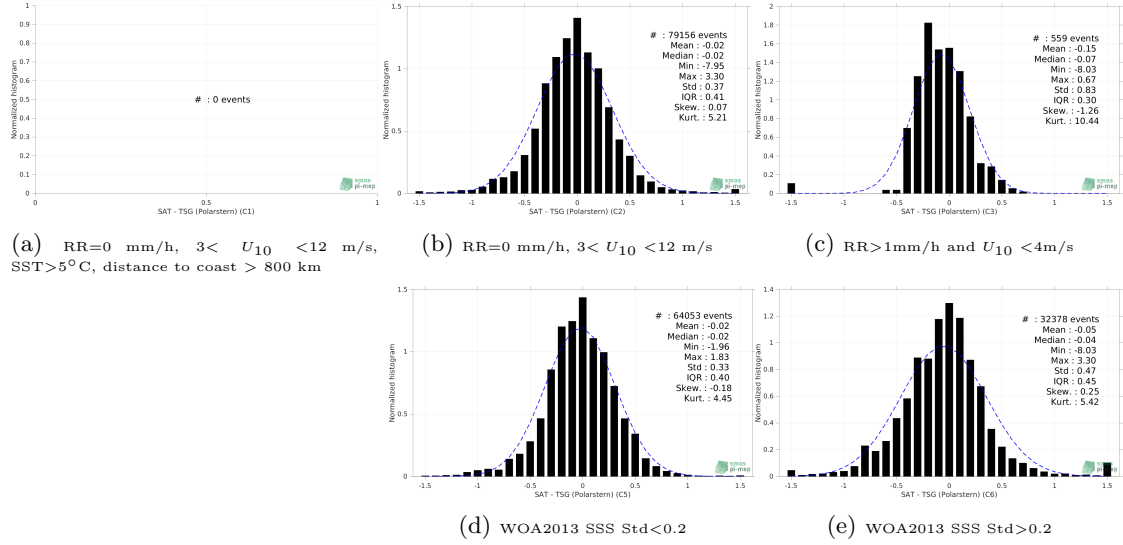 1
0.9
0.8
0.7
0.6
0.5
0.4
0.3
0.2
0.1
0
Normalized histogram
# : 0 events
0 0.5 1
SAT - TSG (Polarstern) (C1)
smos
pi-mep
(a) RR=0 mm/h, 3< U10 <12 m/s,
SST>5°C, distance to coast > 800 km
1.5
1
0.5
0
Normalized histogram
# : 79156 events
Mean : -0.02
Median : -0.02
Min : -7.95
Max : 3.30
Std : 0.37
IQR : 0.41
Skew. : 0.07
Kurt. : 5.21
smos
pi-mep
-1.5 -1 -0.5 0 0.5 1 1.5
SAT - TSG (Polarstern) (C2)
(b) RR=0 mm/h, 3< U10 <12 m/s
2
1.8
1.6
1.4
1.2
1
0.8
0.6
0.4
0.2
0
Normalized histogram
# : 559 events
Mean : -0.15
Median : -0.07
Min : -8.03
Max : 0.67
Std : 0.83
IQR : 0.30
Skew. : -1.26
Kurt. : 10.44
smos
pi-mep
-1.5 -1 -0.5 0 0.5 1 1.5
SAT - TSG (Polarstern) (C3)
(c) RR>1mm/h and U10 <4m/s
1.5
1
0.5
0
Normalized histogram
# : 64053 events
Mean : -0.02
Median : -0.02
Min : -1.96
Max : 1.83
Std : 0.33
IQR : 0.40
Skew. : -0.18
Kurt. : 4.45
smos
pi-mep
-1.5 -1 -0.5 0 0.5 1 1.5
SAT - TSG (Polarstern) (C5)
(d) WOA2013 SSS Std<0.2
1.4
1.2
1
0.8
0.6
0.4
0.2
0
Normalized histogram
# : 32378 events
Mean : -0.05
Median : -0.04
Min : -8.03
Max : 3.30
Std : 0.47
IQR : 0.45
Skew. : 0.25
Kurt. : 5.42
smos
pi-mep
-1.5 -1 -0.5 0 0.5 1 1.5
SAT - TSG (Polarstern) (C6)
(e) WOA2013 SSS Std>0.2